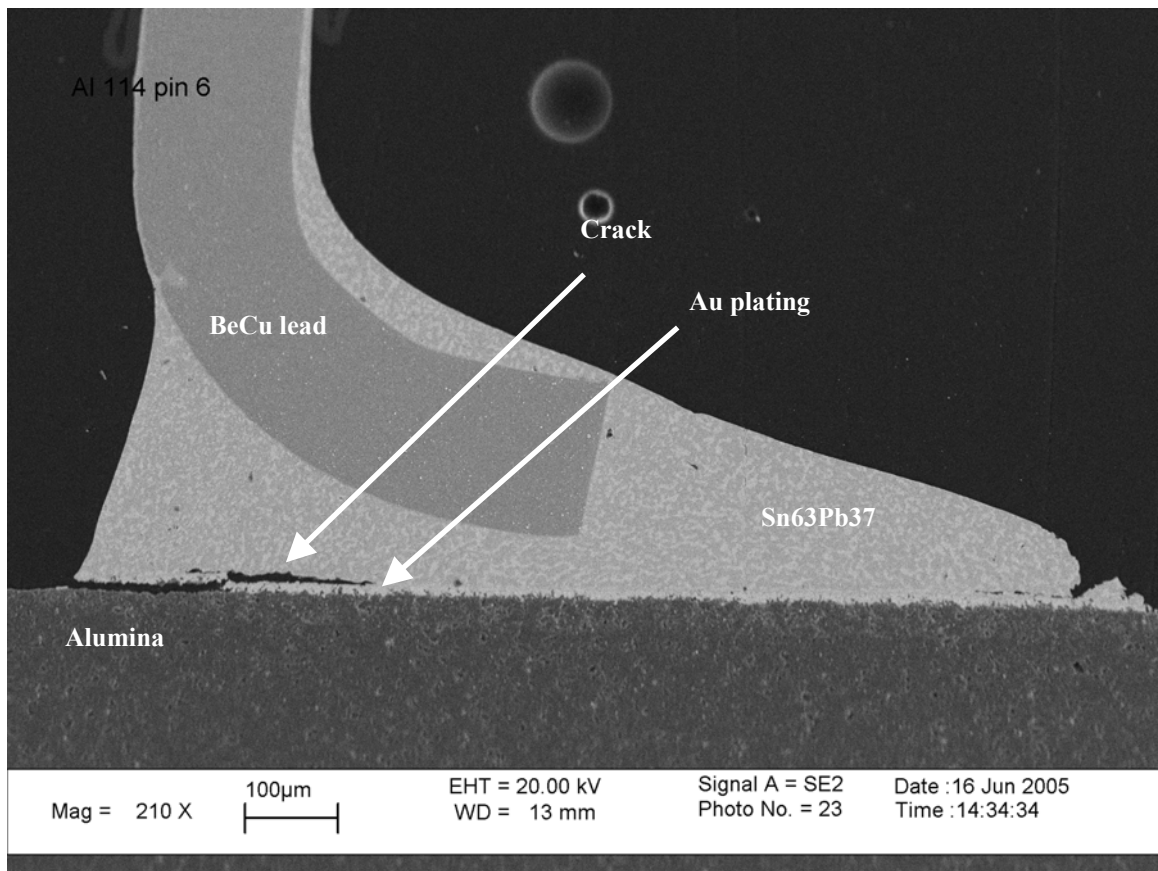 Al 114 pin 6
Crack
Au plating
BeCu lead
Sn63Pb37
Alumina
Mag = 210 X
100µm
EHT = 20.00 kV
WD = 13 mm
Signal A = SE2
Photo No. = 23
Date :16 Jun 2005
Time :14:34:34